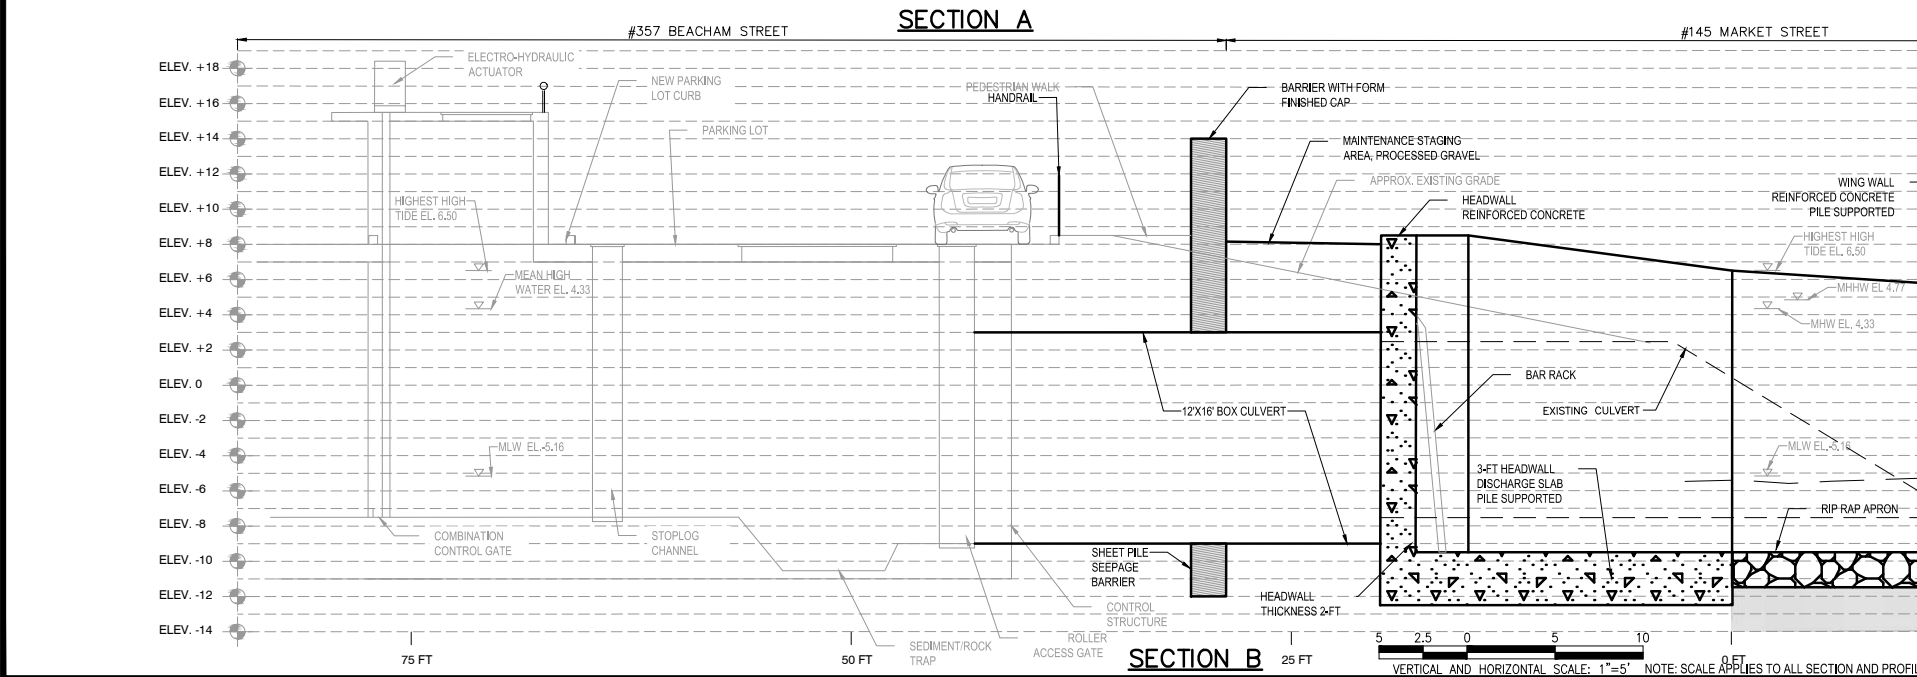 SECTION A
#357 BEACHAM STREET
#145 MARKET STREET
ELEV. +18
ELEV. +16
ELEV. +14
ELEV. +12
ELEV. +10
ELEV. +8
ELEV. +6
ELEV. +4
ELEV. +2
ELEV. 0
ELEV. -2
ELEV. -4
ELEV. -6
ELEV. -8
ELEV. -10
ELEV. -12
ELEV. -14
ELECTRO-HYDRAULIC
ACTUATOR
NEW PARKING
LOT CURB
PARKING LOT
PEDESTRIAN WALK
HANDRAIL
BARRIER WITH FORM
FINISHED CAP
MAINTENANCE STAGING
AREA, PROCESSED GRAVEL
APPROX. EXISTING GRADE
HEADWALL
REINFORCED CONCRETE
WING WALL
REINFORCED CONCRETE
PILE SUPPORTED
HIGHEST HIGH
TIDE EL. 6.50
MEAN HIGH
WATER EL. 4.33
HIGHEST HIGH
TIDE EL. 6.50
MHHW EL 4.77
MHW EL. 4.33
BAR RACK
12'X16' BOX CULVERT
EXISTING CULVERT
MLW EL.-5.16
MLW EL.-5.16
3-FT HEADWALL
DISCHARGE SLAB
PILE SUPPORTED
RIP RAP APRON
COMBINATION
CONTROL GATE
STOPLOG
CHANNEL
SHEET PILE
SEEPAGE
BARRIER
HEADWALL
THICKNESS 2-FT
CONTROL
STRUCTURE
ROLLER
ACCESS GATE
SEDIMENT/ROCK
TRAP
75 FT
50 FT
25 FT
0 FT
SECTION B
5 2.5 0 5 10
VERTICAL AND HORIZONTAL SCALE: 1"=5' NOTE: SCALE APPLIES TO ALL SECTION AND PROFIL